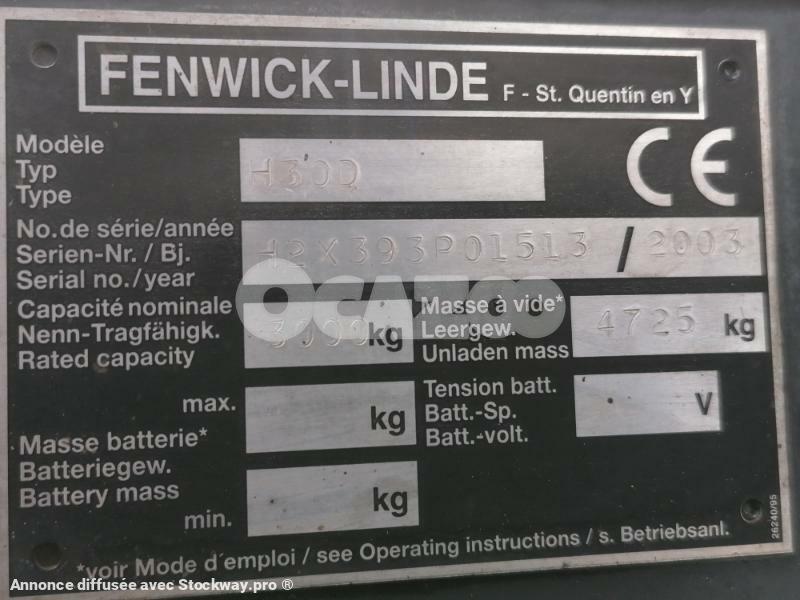 FENWICK-LINDE F - St. Quentin en Y
Modèle
Typ
Type
H30D
CE
No.de série/année
Serien-Nr. / Bj.
Serial no./year
H2X393P01513 / 2003
OCAZOO
Capacité nominale
Nenn-Tragfähigk.
Rated capacity
3000 kg
Masse à vide*
Leergew.
Unladen mass
4725 kg
max.
kg
Tension batt.
Batt.-Sp.
Batt.-volt.
V
Masse batterie*
Batteriegew.
Battery mass
min.
kg
26240/95
*voir Mode d'emploi / see Operating instructions / s. Betriebsanl.
Annonce diffusée avec Stockway.pro ®